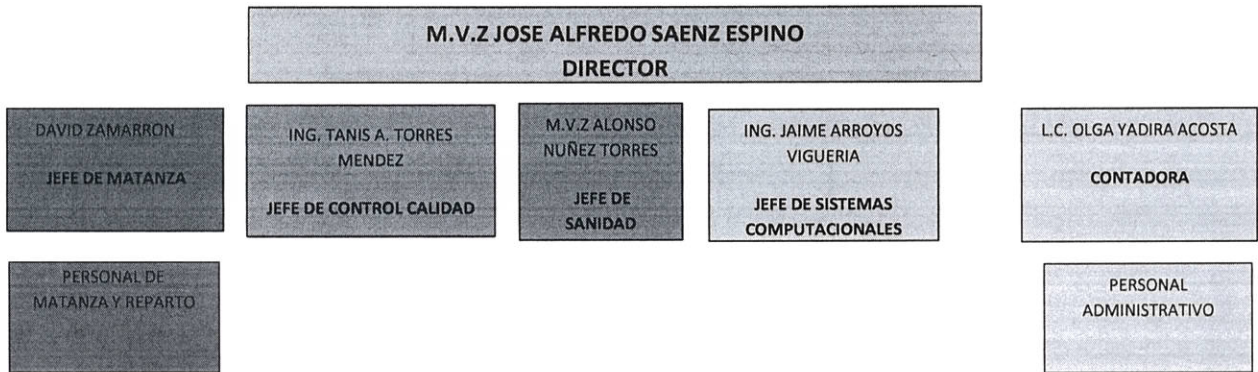 M.V.Z JOSE ALFREDO SAENZ ESPINO
DIRECTOR
DAVID ZAMARRON
JEFE DE MATANZA
ING. TANIS A. TORRES
MENDEZ
JEFE DE CONTROL CALIDAD
M.V.Z ALONSO
NUÑEZ TORRES
JEFE DE
SANIDAD
ING. JAIME ARROYOS
VIGUERIA
JEFE DE SISTEMAS
COMPUTACIONALES
L.C. OLGA YADIRA ACOSTA
CONTADORA
PERSONAL DE
MATANZA Y REPARTO
PERSONAL
ADMINISTRATIVO